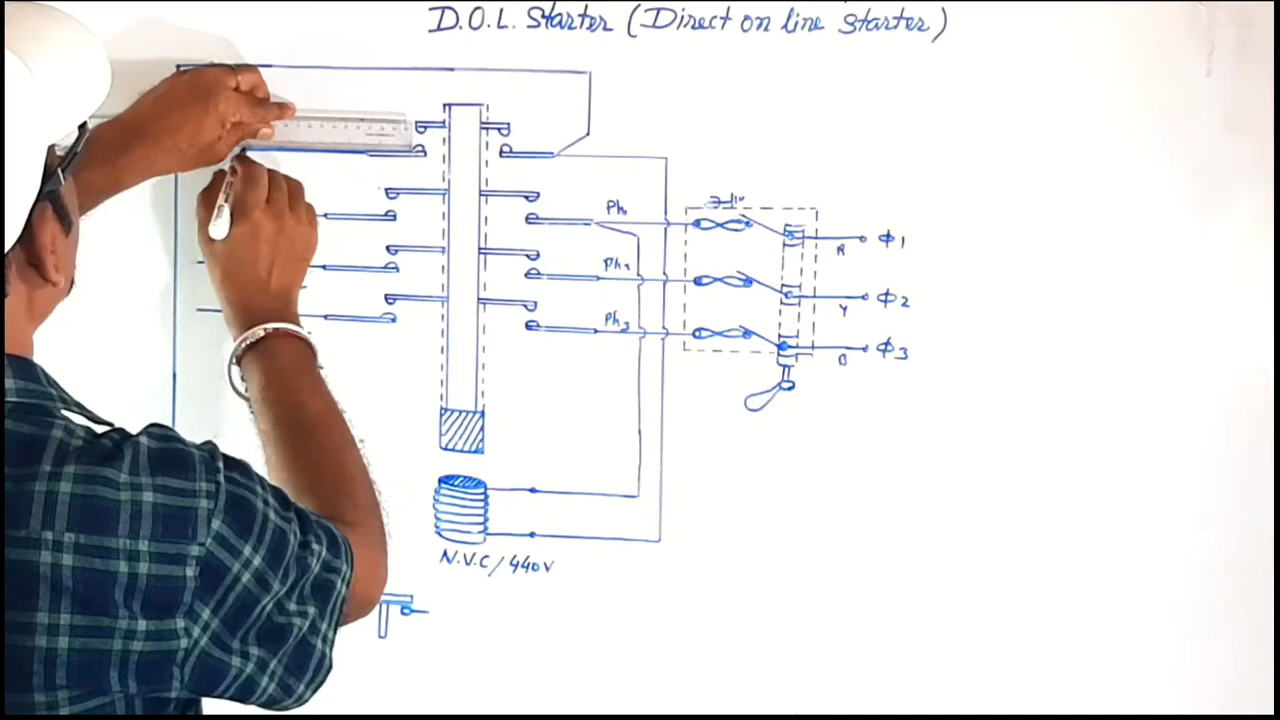 D.O.L. Starter (Direct on line starter)
Ph1
R
Φ1
Ph2
Y
Φ2
Ph3
B
Φ3
N.V.C/440V